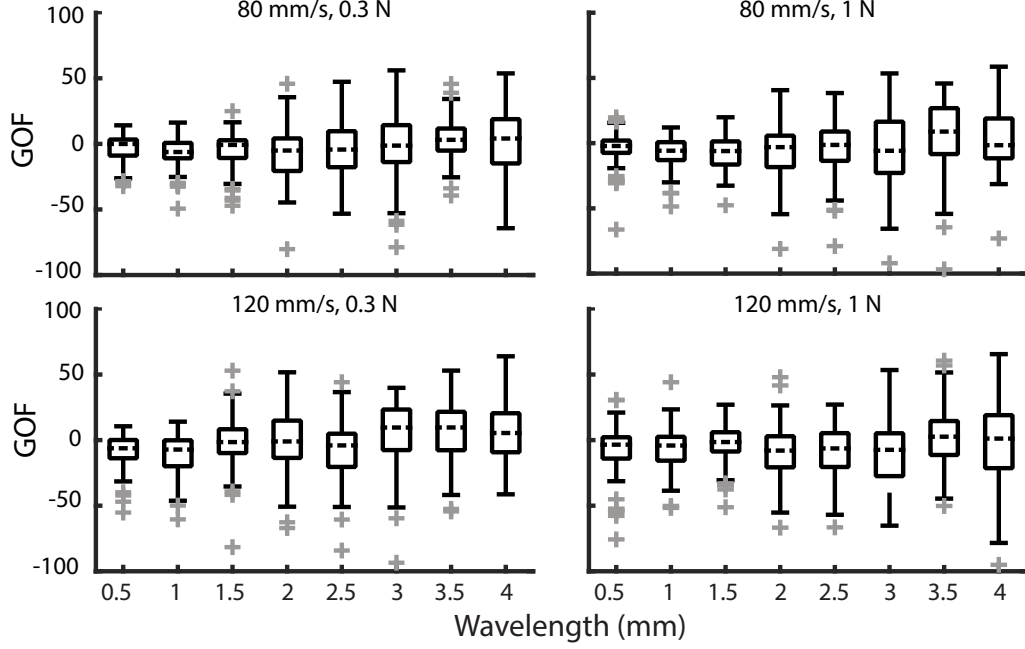 80 mm/s, 0.3 N
80 mm/s, 1 N
100
50
0
-50
-100
GOF
120 mm/s, 0.3 N
120 mm/s, 1 N
100
50
0
-50
-100
GOF
0.5 1 1.5 2 2.5 3 3.5 4
0.5 1 1.5 2 2.5 3 3.5 4
Wavelength (mm)